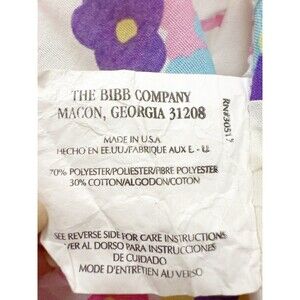 THE BIBB COMPANY
MACON, GEORGIA 31208
MADE IN U.S.A.
HECHO EN EE.UU/FABRIQUE AUX E. - U.
70% POLYESTER/POLIESTER/FIBRE POLYESTER
30% COTTON/ALGODON/COTON
SEE REVERSE SIDE FOR CARE INSTRUCTIONS
VER AL DORSO PARA INSTRUCCIONES
DE CUIDADO
MODE D'ENTRETIEN AU VERSO